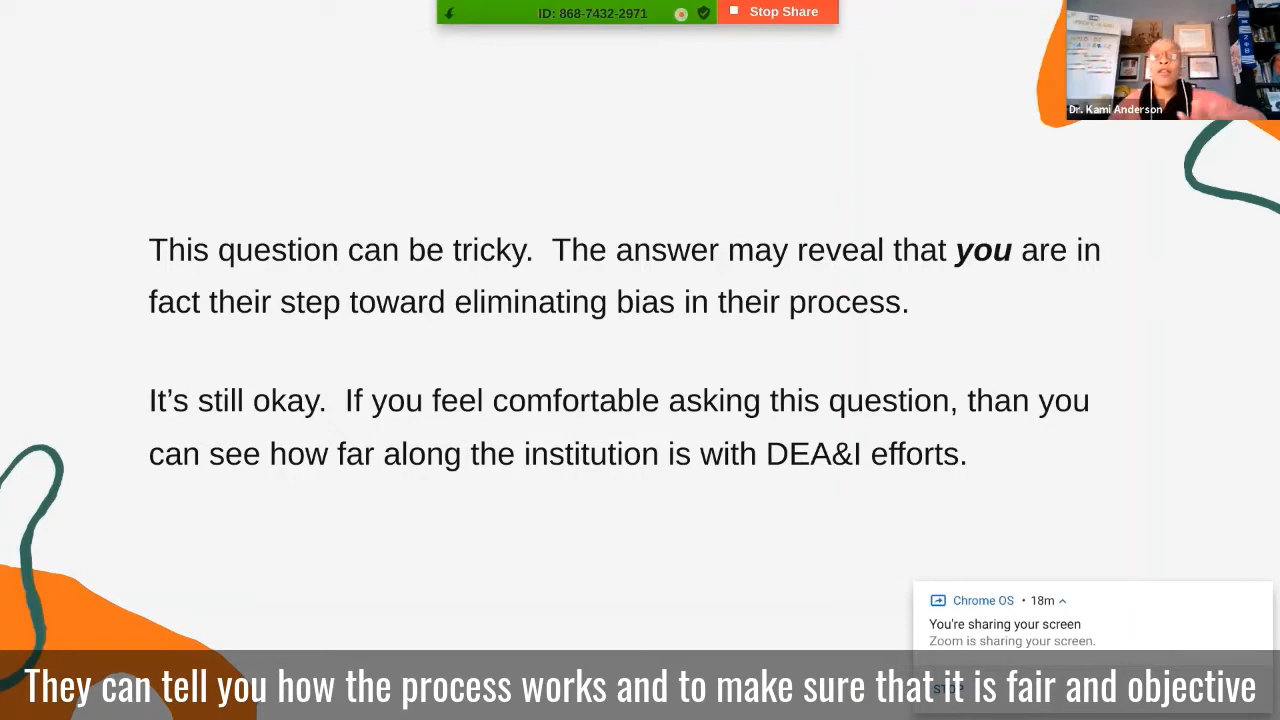 ID: 868-7432-2971
Stop Share
Dr. Kami Anderson
This question can be tricky.  The answer may reveal that you are in
fact their step toward eliminating bias in their process.
It’s still okay.  If you feel comfortable asking this question, than you
can see how far along the institution is with DEA&I efforts.
Chrome OS • 18m
You're sharing your screen
Zoom is sharing your screen.
STOP
They can tell you how the process works and to make sure that it is fair and objective